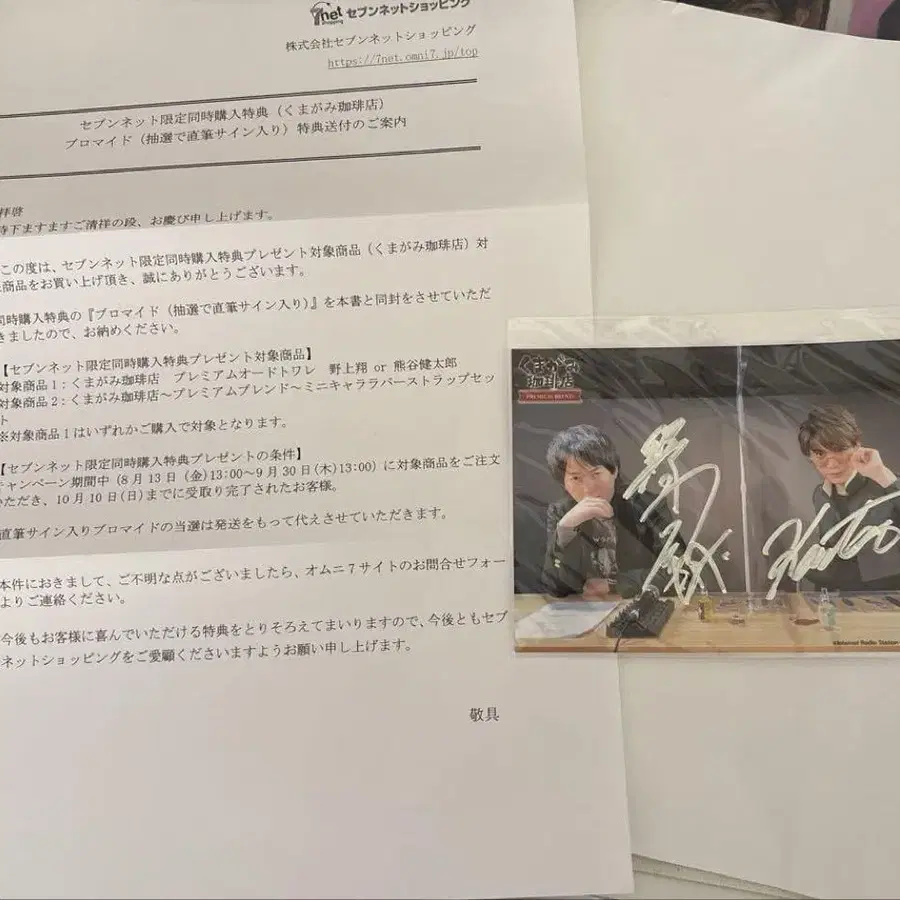 7net shopping セブンネットショッピング
株式会社セブンネットショッピング
https://7net.omni7.jp/top
セブンネット限定同時購入特典（くまがみ珈琲店）
ブロマイド（抽選で直筆サイン入り）特典送付のご案内
拝啓
時下ますますご清祥の段、お慶び申し上げます。
この度は、セブンネット限定同時購入特典プレゼント対象商品（くまがみ珈琲店）対
象商品をお買い上げ頂き、誠にありがとうございます。
同時購入特典の『ブロマイド（抽選で直筆サイン入り）』を本書と同封をさせていただ
きましたので、お納めください。
【セブンネット限定同時購入特典プレゼント対象商品】
対象商品1：くまがみ珈琲店　プレミアムオードトワレ　野上翔 or 熊谷健太郎
対象商品2：くまがみ珈琲店～プレミアムブレンド～ミニキャララバーストラップセッ
ト
※対象商品1はいずれかご購入で対象となります。
【セブンネット限定同時購入特典プレゼントの条件】
キャンペーン期間中（8月13日（金)13:00～9月30日(木)13:00）に対象商品をご注文
いただき、10月10日(日)までに受取り完了されたお客様。
直筆サイン入りブロマイドの当選は発送をもって代えさせていただきます。
本件におきまして、ご不明な点がございましたら、オムニ7サイトのお問合せフォー
よりご連絡ください。
今後もお客様に喜んでいただける特典をとりそろえてまいりますので、今後ともセブ
ネットショッピングをご愛顧くださいますようお願い申し上げます。
敬具
くまがみ
珈琲店
PREMIUM BLEND
©Internet Radio Station